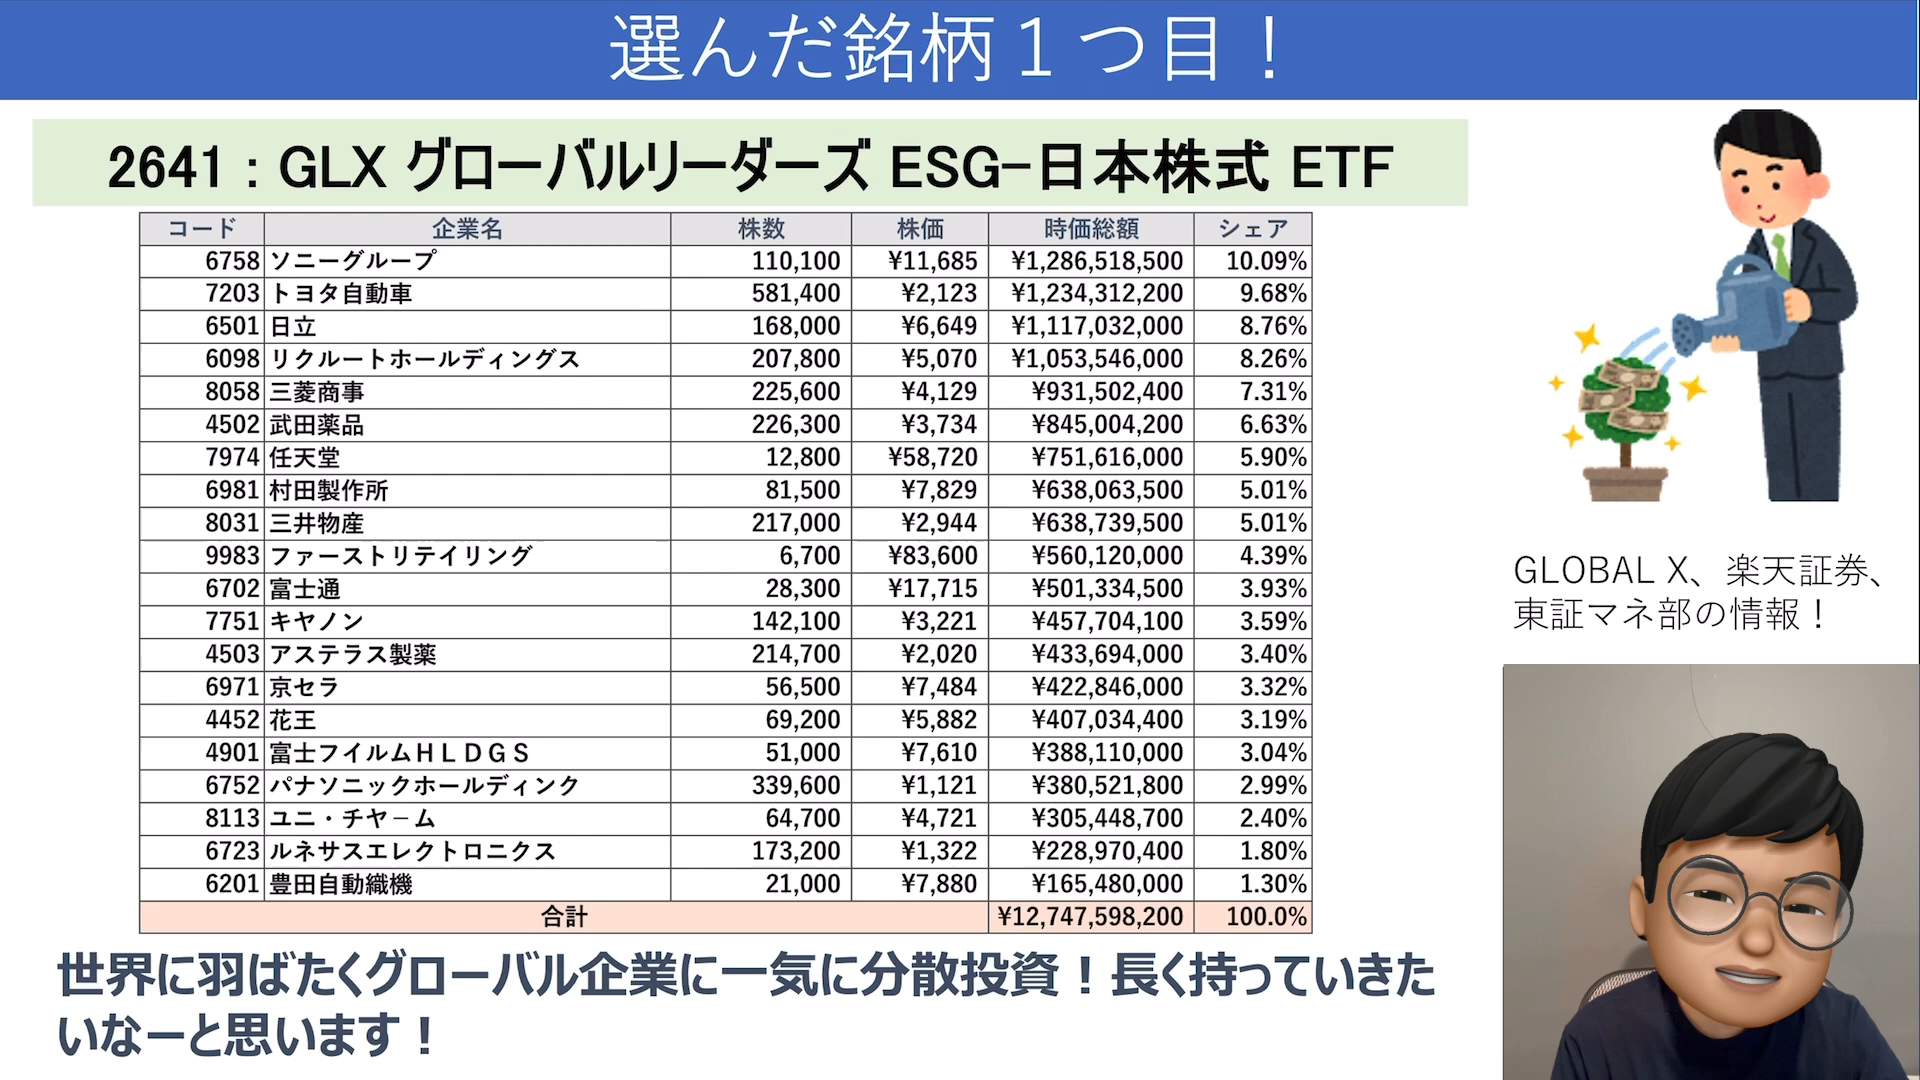 選んだ銘柄１つ目！
2641：GLX グローバルリーダーズ ESG-日本株式 ETF
コード 企業名 株数 株価 時価総額 シェア
6758 ソニーグループ 110,100 ¥11,685 ¥1,286,518,500 10.09%
7203 トヨタ自動車 581,400 ¥2,123 ¥1,234,312,200 9.68%
6501 日立 168,000 ¥6,649 ¥1,117,032,000 8.76%
6098 リクルートホールディングス 207,800 ¥5,070 ¥1,053,546,000 8.26%
8058 三菱商事 225,600 ¥4,129 ¥931,502,400 7.31%
4502 武田薬品 226,300 ¥3,734 ¥845,004,200 6.63%
7974 任天堂 12,800 ¥58,720 ¥751,616,000 5.90%
6981 村田製作所 81,500 ¥7,829 ¥638,063,500 5.01%
8031 三井物産 217,000 ¥2,944 ¥638,739,500 5.01%
9983 ファーストリテイリング 6,700 ¥83,600 ¥560,120,000 4.39%
6702 富士通 28,300 ¥17,715 ¥501,334,500 3.93%
7751 キヤノン 142,100 ¥3,221 ¥457,704,100 3.59%
4503 アステラス製薬 214,700 ¥2,020 ¥433,694,000 3.40%
6971 京セラ 56,500 ¥7,484 ¥422,846,000 3.32%
4452 花王 69,200 ¥5,882 ¥407,034,400 3.19%
4901 富士フイルムＨＬＤＧＳ 51,000 ¥7,610 ¥388,110,000 3.04%
6752 パナソニックホールディンク 339,600 ¥1,121 ¥380,521,800 2.99%
8113 ユニ・チヤ－ム 64,700 ¥4,721 ¥305,448,700 2.40%
6723 ルネサスエレクトロニクス 173,200 ¥1,322 ¥228,970,400 1.80%
6201 豊田自動織機 21,000 ¥7,880 ¥165,480,000 1.30%
合計 ¥12,747,598,200 100.0%
GLOBAL X、楽天証券、
東証マネ部の情報！
世界に羽ばたくグローバル企業に一気に分散投資！長く持っていきた
いなーと思います！